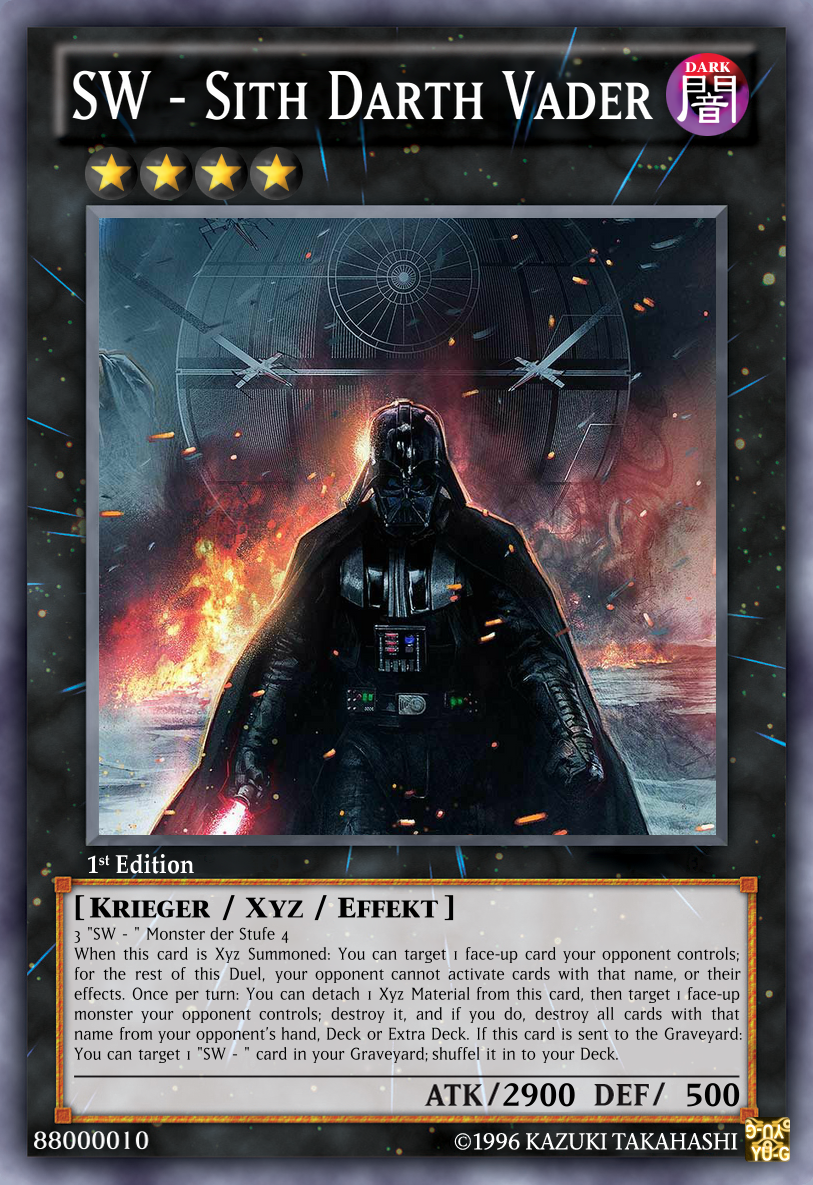 SW - Sith Darth Vader
DARK
闇
1st Edition
[ Krieger / Xyz / Effekt ]
3 "SW - " Monster der Stufe 4
When this card is Xyz Summoned: You can target 1 face-up card your opponent controls;
for the rest of this Duel, your opponent cannot activate cards with that name, or their
effects. Once per turn: You can detach 1 Xyz Material from this card, then target 1 face-up
monster your opponent controls; destroy it, and if you do, destroy all cards with that
name from your opponent's hand, Deck or Extra Deck. If this card is sent to the Graveyard:
You can target 1 "SW - " card in your Graveyard; shuffel it in to your Deck.
ATK/2900 DEF/ 500
88000010
©1996 KAZUKI TAKAHASHI